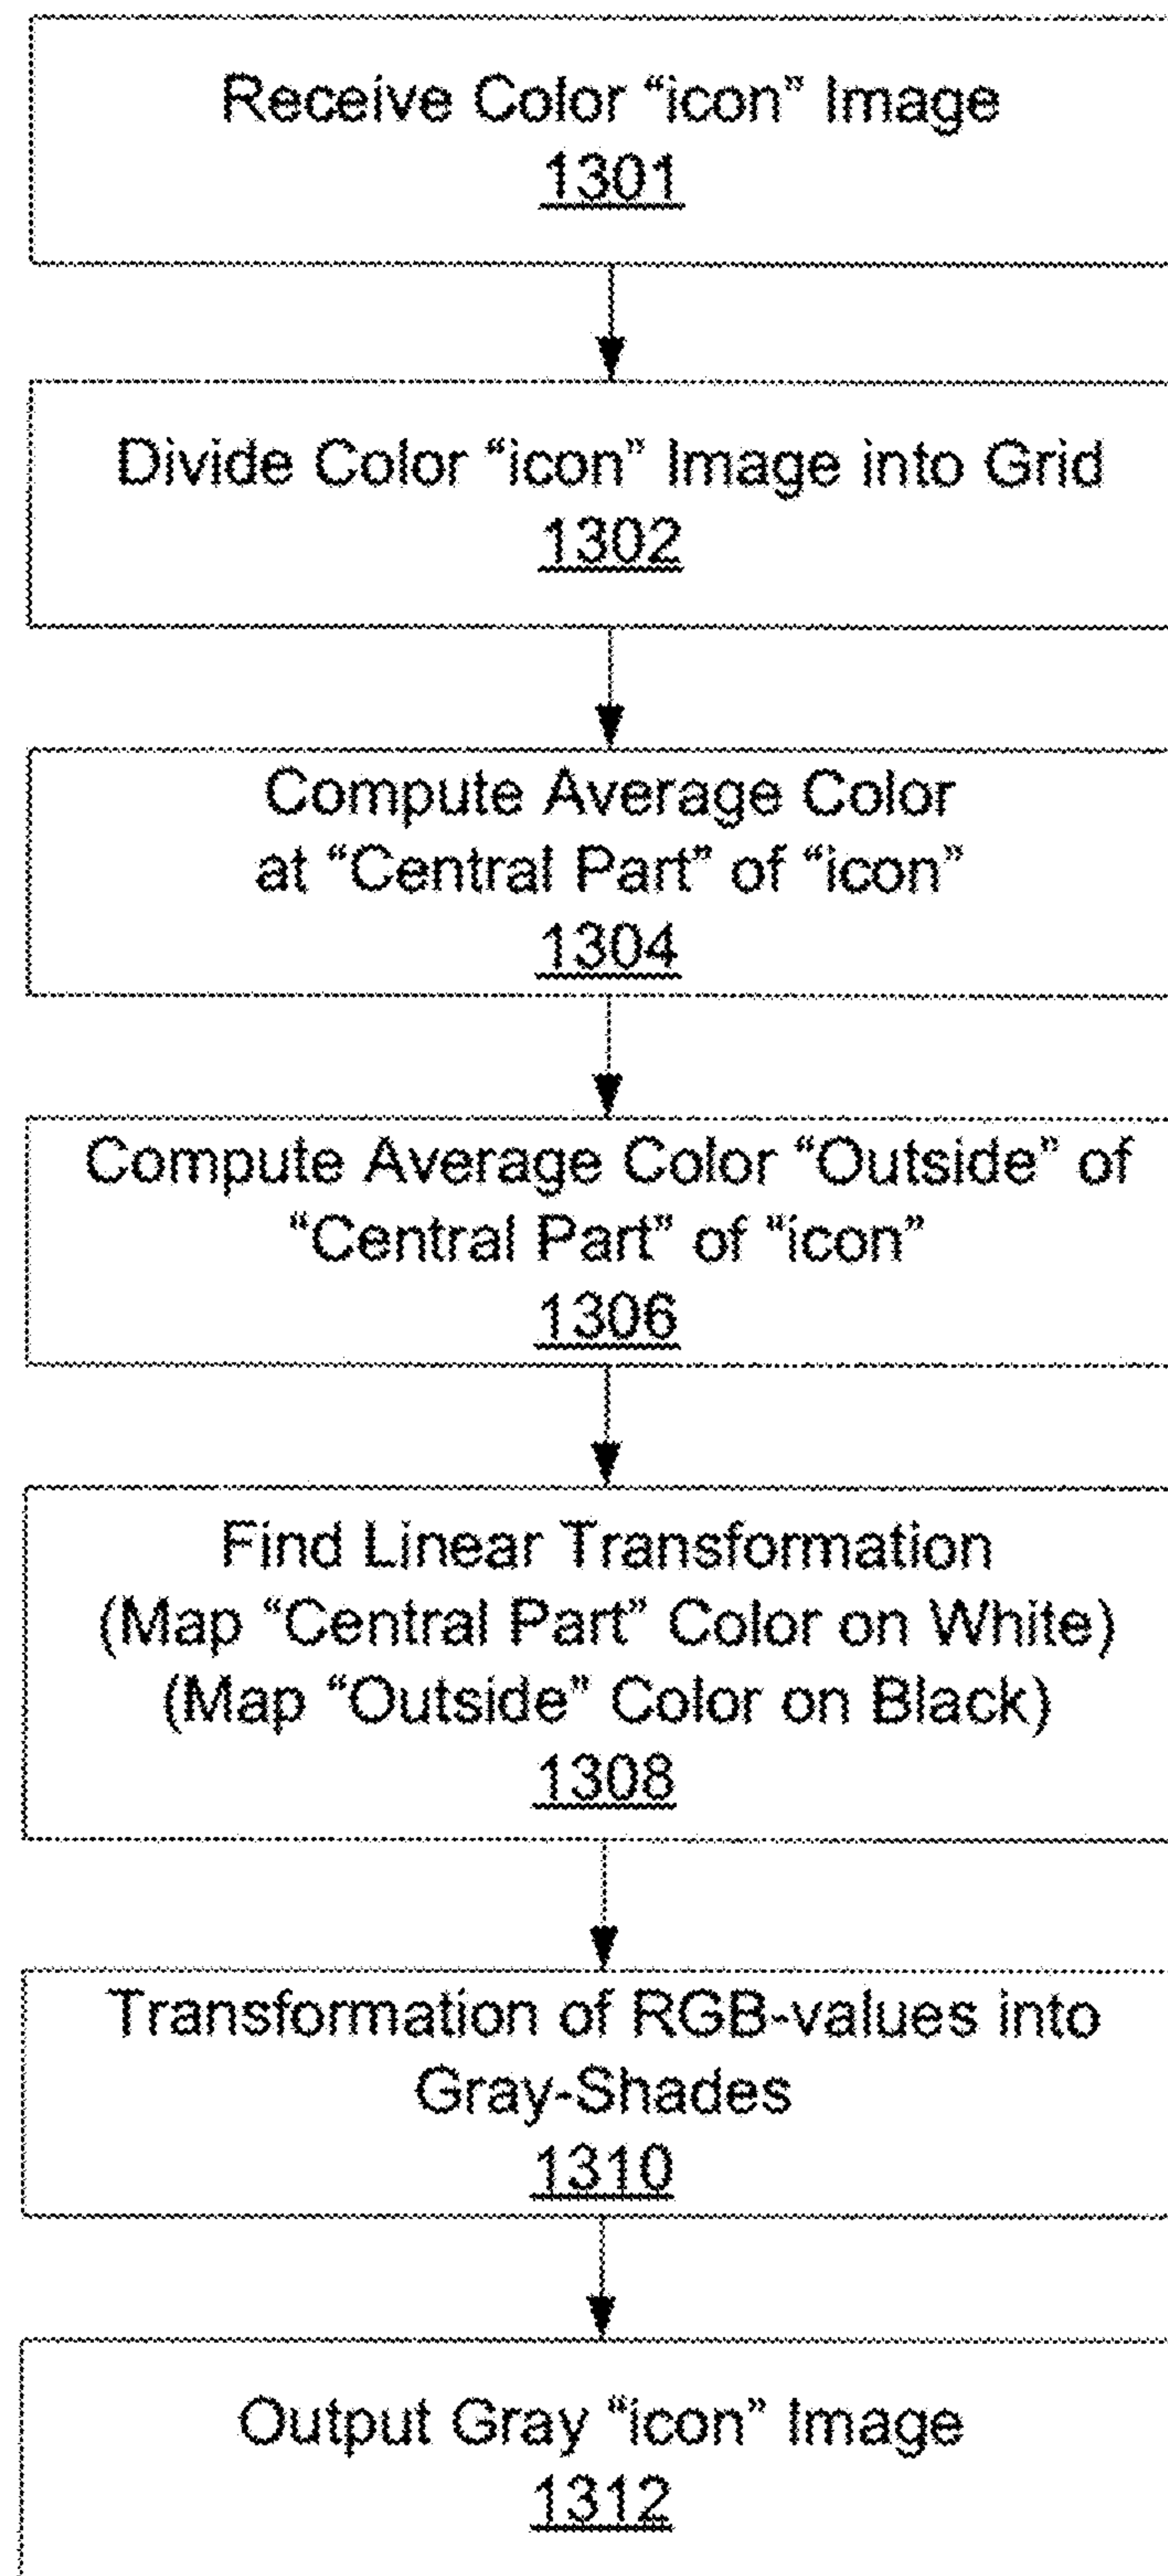 Receive Color “icon” Image
1301
Divide Color “icon” Image into Grid
1302
Compute Average Color
at “Central Part” of “icon”
1304
Compute Average Color “Outside” of
“Central Part” of “icon”
1306
Find Linear Transformation
(Map “Central Part” Color on White)
(Map “Outside” Color on Black)
1308
Transformation of RGB-values into
Gray-Shades
1310
Output Gray “icon” Image
1312